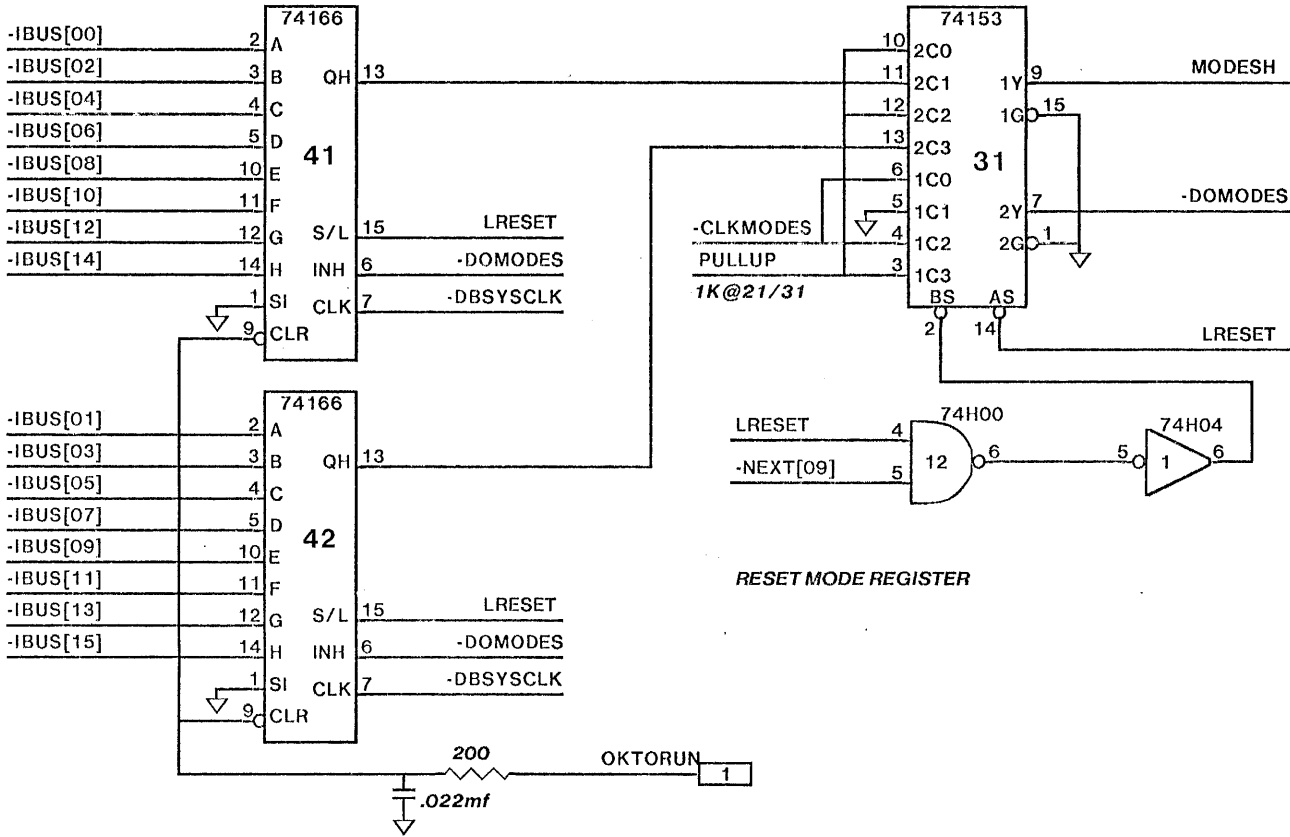 74166
-IBUS[00] 2 A
-IBUS[02] 3 B QH 13
-IBUS[04] 4 C
-IBUS[06] 5 D
41
-IBUS[08] 10 E
-IBUS[10] 11 F
-IBUS[12] 12 G S/L 15 LRESET
-IBUS[14] 14 H INH 6 -DOMODES
1 SI CLK 7 -DBSYSCLK
9 CLR
74153
10 2C0
11 2C1 1Y 9 MODESH
12 2C2 1G 15
13 2C3
31
6 1C0
5 1C1 2Y 7 -DOMODES
-CLKMODES 4 1C2 2G 1
PULLUP 3 1C3
1K@21/31
BS AS
2 14
LRESET
74166
-IBUS[01] 2 A
-IBUS[03] 3 B QH 13
-IBUS[05] 4 C
-IBUS[07] 5 D
42
-IBUS[09] 10 E
-IBUS[11] 11 F
-IBUS[13] 12 G S/L 15 LRESET
-IBUS[15] 14 H INH 6 -DOMODES
1 SI CLK 7 -DBSYSCLK
9 CLR
74H00 74H04
LRESET 4
-NEXT[09] 5 12 6 5 1 6
RESET MODE REGISTER
200 OKTORUN 1
.022mf